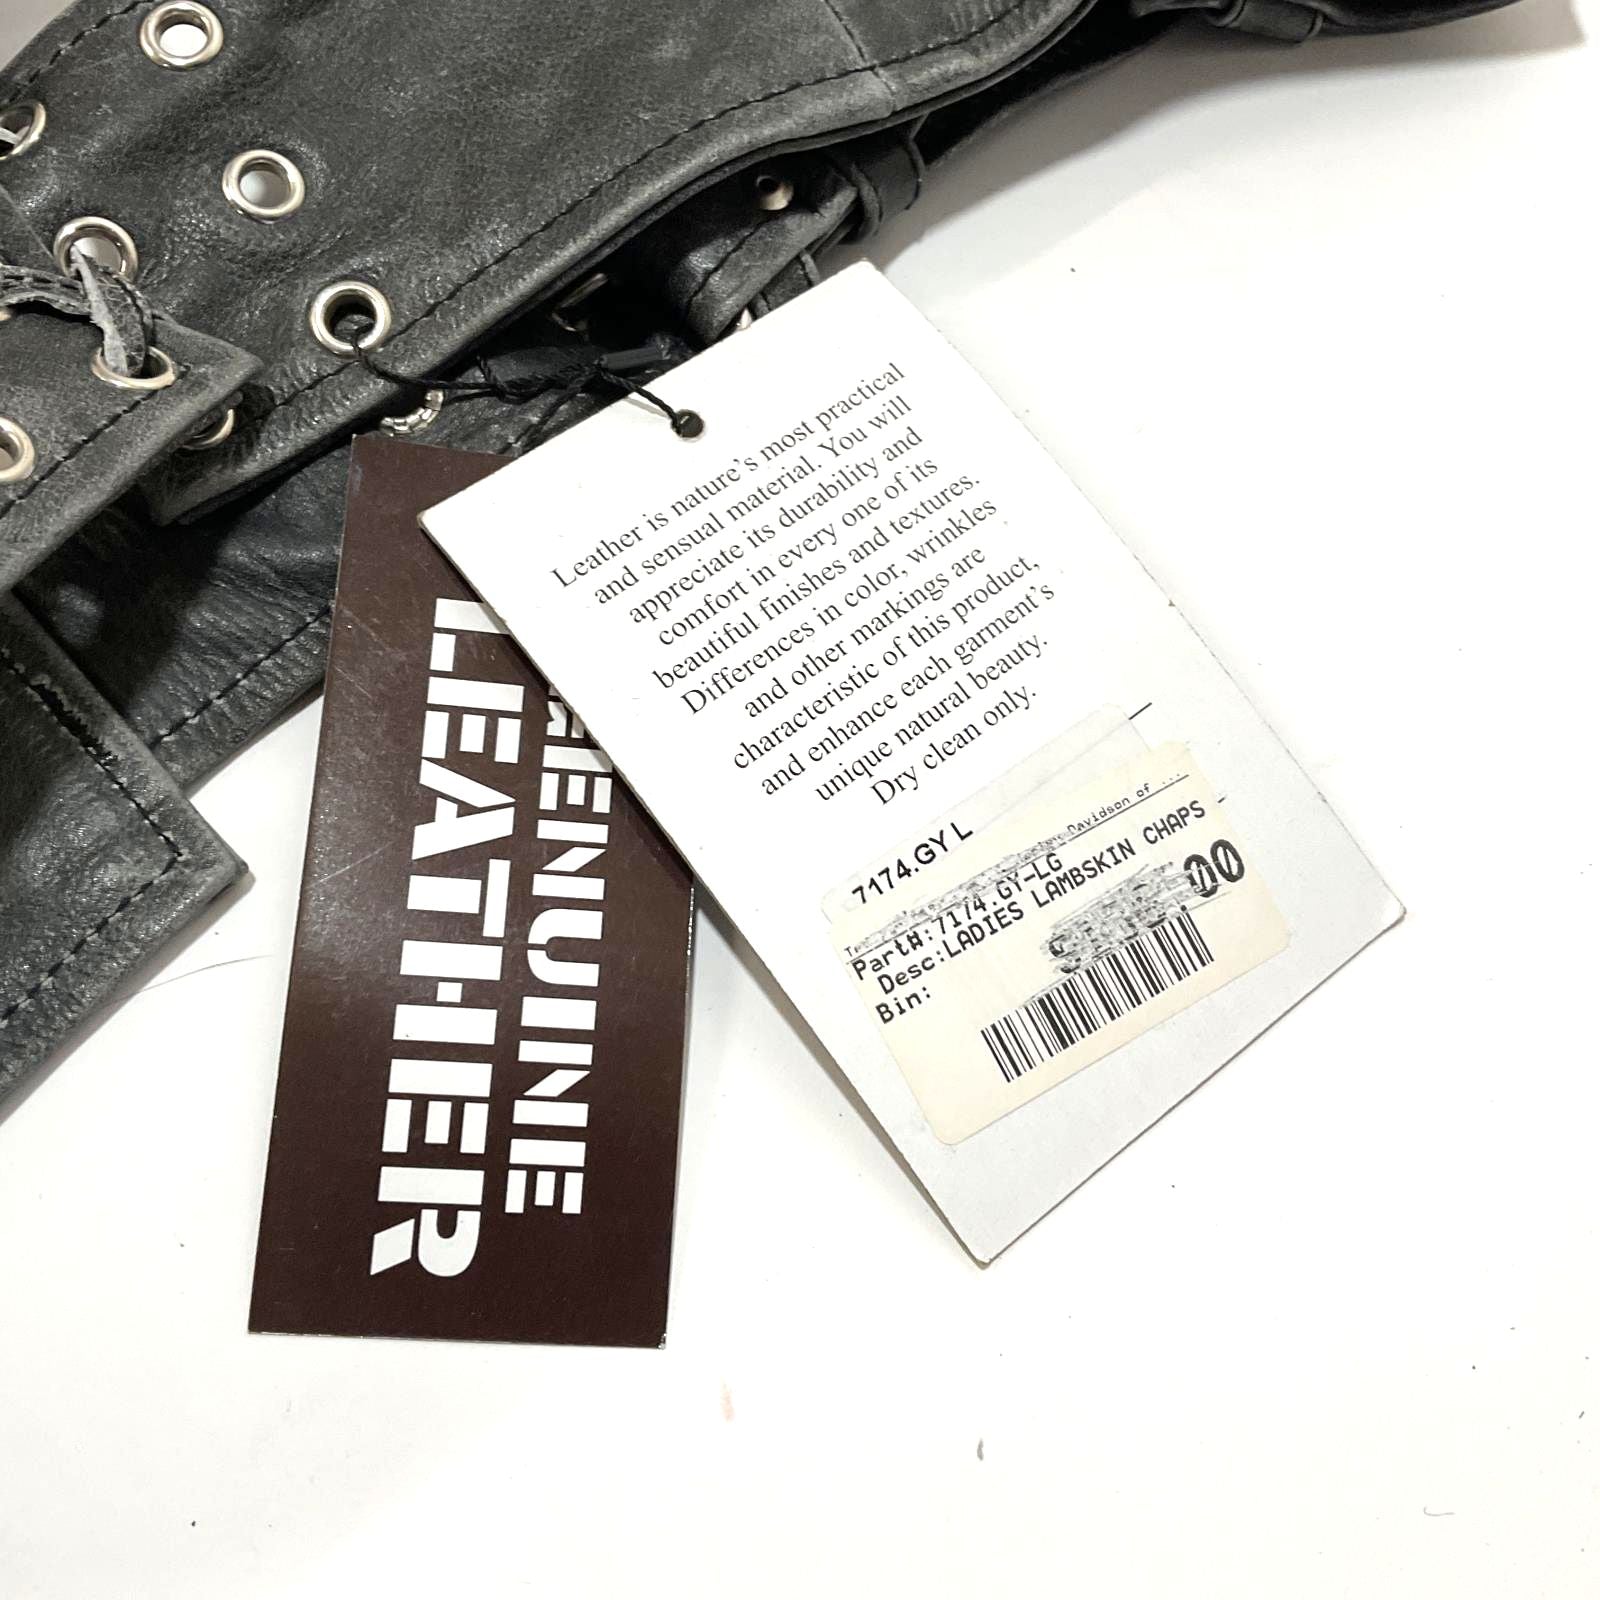 Leather is nature's most practical
and sensual material. You will
appreciate its durability and
comfort in every one of its
beautiful finishes and textures.
Differences in color, wrinkles
and other markings are
characteristic of this product,
and enhance each garment's
unique natural beauty.
Dry clean only.
7174.GY L
Davidson of ...
Part#:7174.GY-LG
Desc:LADIES LAMBSKIN CHAPS
Bin:
.00
GENUINE
LEATHER